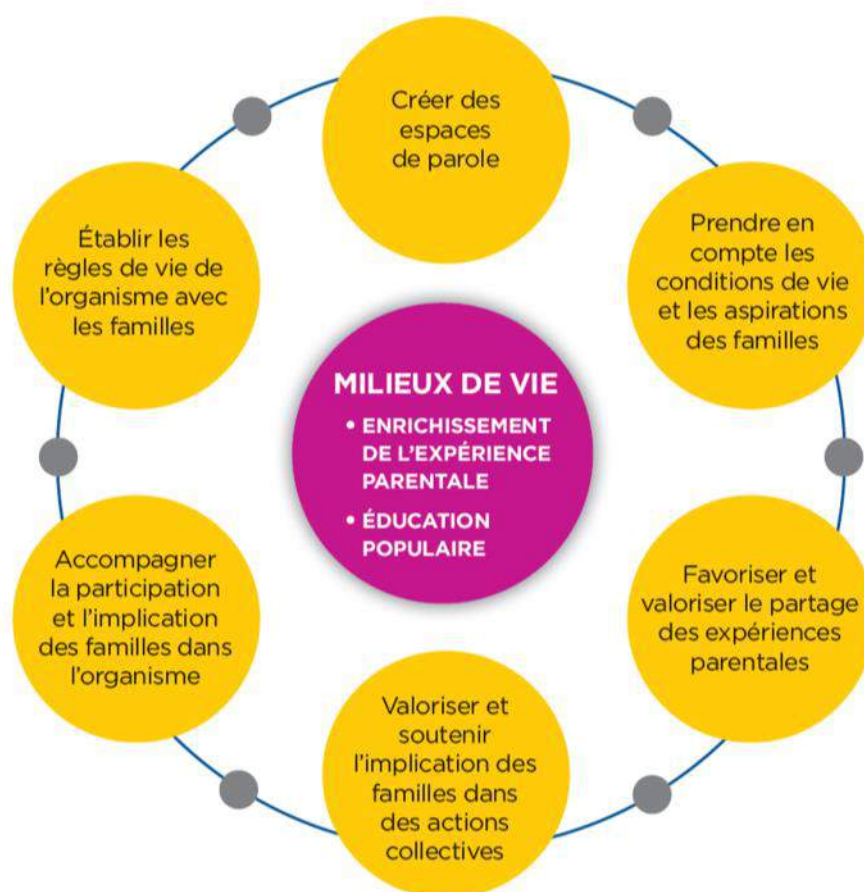 Créer des
espaces
de parole
Prendre en
compte les
conditions de vie
et les aspirations
des familles
Favoriser et
valoriser le partage
des expériences
parentales
Valoriser et
soutenir
l'implication des
familles dans
des actions
collectives
Accompagner
la participation
et l'implication
des familles dans
l'organisme
Établir les
règles de vie de
l'organisme avec
les familles
MILIEUX DE VIE
• ENRICHISSEMENT
DE L'EXPÉRIENCE
PARENTALE
• ÉDUCATION
POPULAIRE